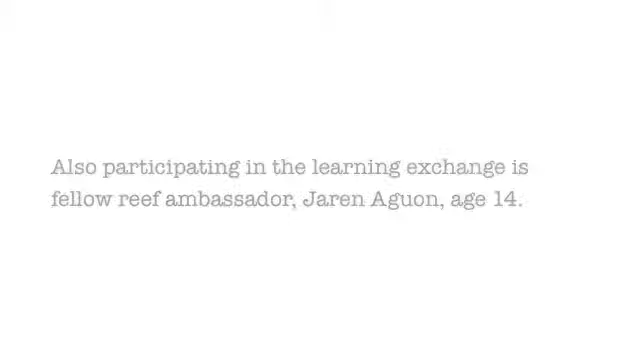 Also participating in the learning exchange is
fellow reef ambassador, Jaren Aguon, age 14.